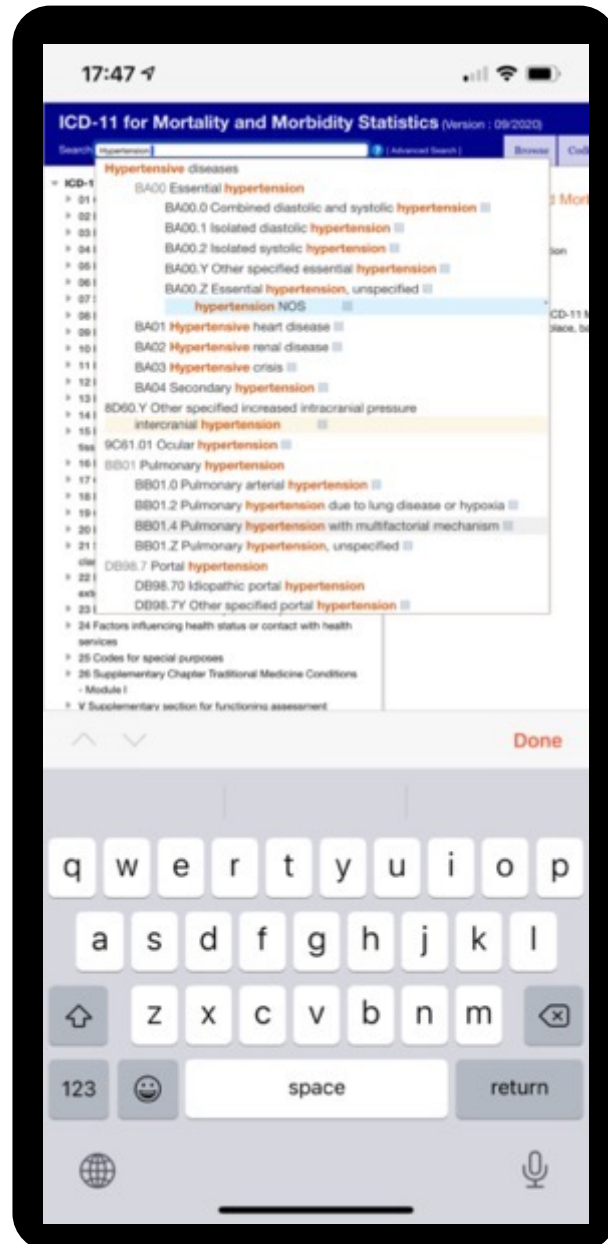 17:47
ICD-11 for Mortality and Morbidity Statistics (Version : 09/2020)
Search Hypertension [ Advanced Search ] Browse
Hypertensive diseases
BA00 Essential hypertension
BA00.0 Combined diastolic and systolic hypertension
BA00.1 Isolated diastolic hypertension
BA00.2 Isolated systolic hypertension
BA00.Y Other specified essential hypertension
BA00.Z Essential hypertension, unspecified
hypertension NOS
BA01 Hypertensive heart disease
BA02 Hypertensive renal disease
BA03 Hypertensive crisis
BA04 Secondary hypertension
8D60.Y Other specified increased intracranial pressure
intercranial hypertension
9C61.01 Ocular hypertension
BB01 Pulmonary hypertension
BB01.0 Pulmonary arterial hypertension
BB01.2 Pulmonary hypertension due to lung disease or hypoxia
BB01.4 Pulmonary hypertension with multifactorial mechanism
BB01.Z Pulmonary hypertension, unspecified
DB98.7 Portal hypertension
DB98.70 Idiopathic portal hypertension
DB98.7Y Other specified portal hypertension
24 Factors influencing health status or contact with health
services
25 Codes for special purposes
26 Supplementary Chapter Traditional Medicine Conditions
- Module I
V Supplementary section for functioning assessment
Done
q w e r t y u i o p
a s d f g h j k l
z x c v b n m
123 space return